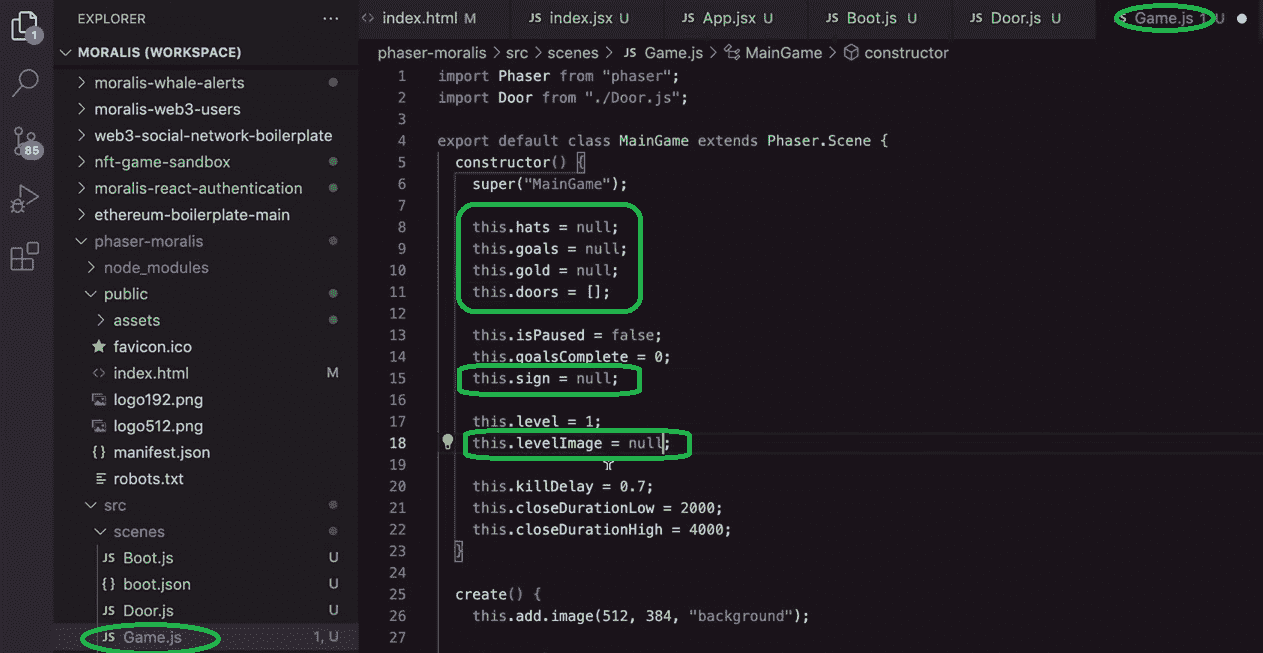 EXPLORER
index.html M
JS index.jsx U
JS App.jsx U
JS Boot.js U
JS Door.js U
Game.js 1, U
1
MORALIS (WORKSPACE)
phaser-moralis > src > scenes > JS Game.js > MainGame > constructor
moralis-whale-alerts
moralis-web3-users
85
web3-social-network-boilerplate
nft-game-sandbox
moralis-react-authentication
ethereum-boilerplate-main
phaser-moralis
node_modules
public
assets
favicon.ico
index.html M
logo192.png
logo512.png
{} manifest.json
robots.txt
src
scenes
JS Boot.js U
{} boot.json U
JS Door.js U
JS Game.js 1, U
1 import Phaser from "phaser";
2 import Door from "./Door.js";
3
4 export default class MainGame extends Phaser.Scene {
5 constructor() {
6 super("MainGame");
7
8 this.hats = null;
9 this.goals = null;
10 this.gold = null;
11 this.doors = [];
12
13 this.isPaused = false;
14 this.goalsComplete = 0;
15 this.sign = null;
16
17 this.level = 1;
18 this.levelImage = null;
19
20 this.killDelay = 0.7;
21 this.closeDurationLow = 2000;
22 this.closeDurationHigh = 4000;
23 }
24
25 create() {
26 this.add.image(512, 384, "background");
27